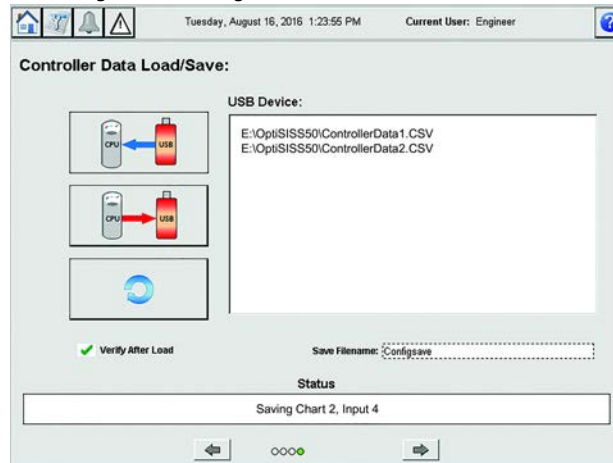 Tuesday, August 16, 2016 1:23:55 PM Current User: Engineer ?
Controller Data Load/Save:
USB Device:
CPU USB
E:\OptiSISS50\ControllerData1.CSV
E:\OptiSISS50\ControllerData2.CSV
CPU USB
Verify After Load Save Filename: Configsave
Status
Saving Chart 2, Input 4